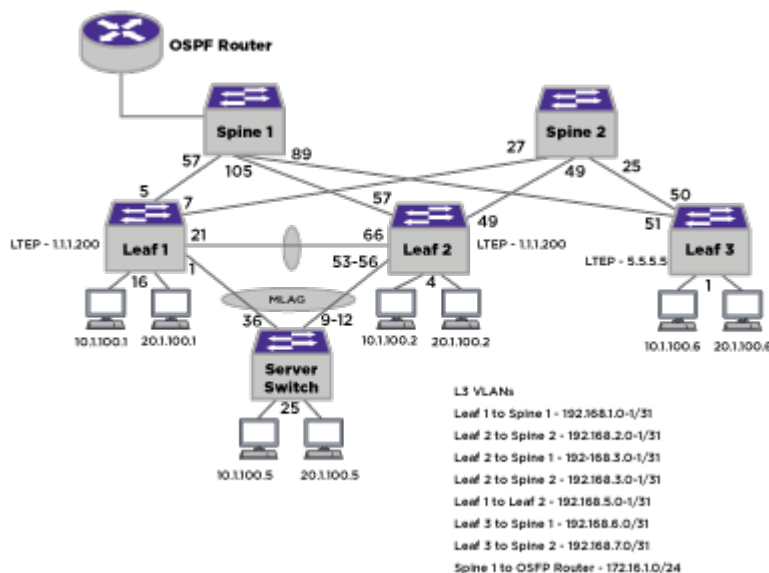 OSPF Router
Spine 1
Spine 2
57
105
89
27
49
25
5
7
57
49
50
51
LTEP - 1.1.1.200
Leaf 1
21
66
Leaf 2
LTEP - 1.1.1.200
LTEP - 5.5.5.5
Leaf 3
16
1
53-56
4
1
MLAG
36
9-12
10.1.100.1
20.1.100.1
10.1.100.2
20.1.100.2
10.1.100.6
20.1.100.6
Server
Switch
25
10.1.100.5
20.1.100.5
L3 VLANs
Leaf 1 to Spine 1 - 192.168.1.0-1/31
Leaf 2 to Spine 2 - 192.168.2.0-1/31
Leaf 2 to Spine 1 - 192-168.3.0-1/31
Leaf 2 to Spine 2 - 192.168.3.0-1/31
Leaf 1 to Leaf 2 - 192.168.5.0-1/31
Leaf 3 to Spine 1 - 192.168.6.0/31
Leaf 3 to Spine 2 - 192.168.7.0/31
Spine 1 to OSFP Router - 172.16.1.0/24